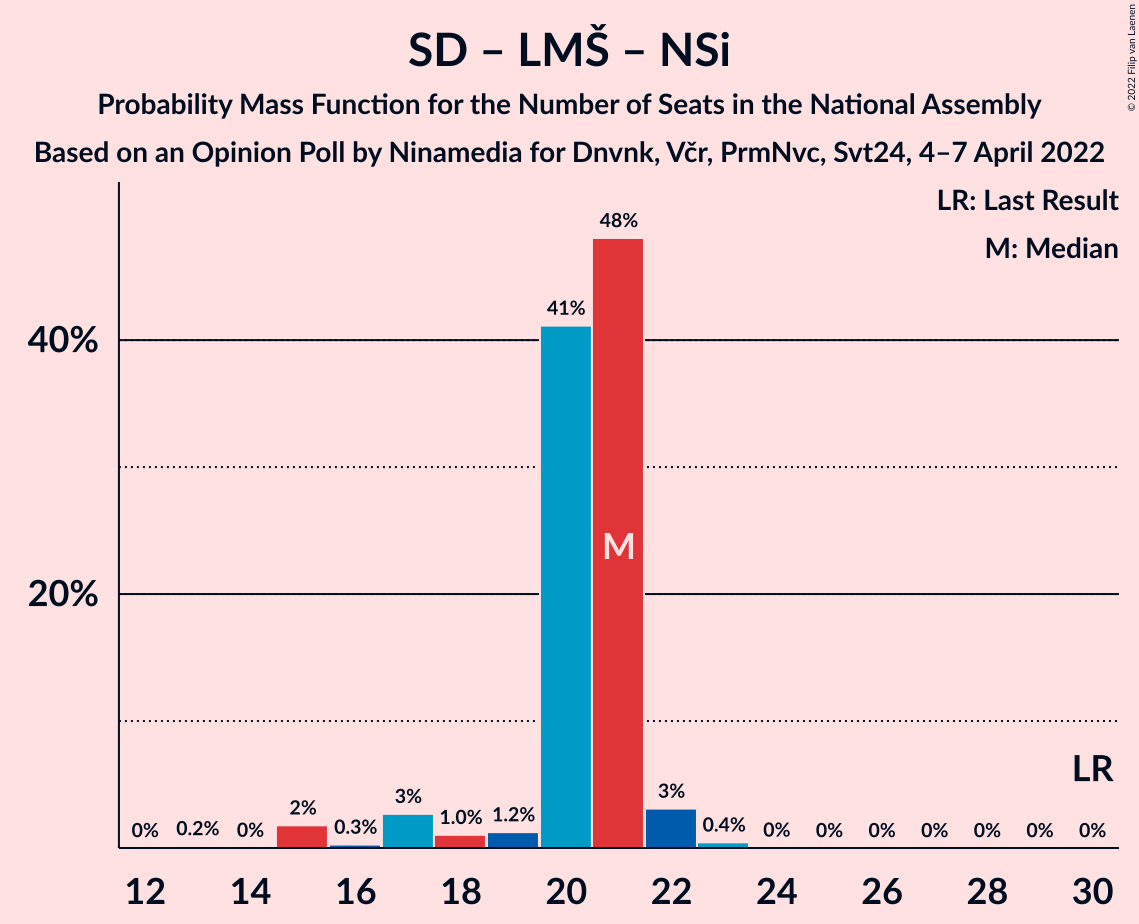 SD – LMŠ – NSi
Probability Mass Function for the Number of Seats in the National Assembly
Based on an Opinion Poll by Ninamedia for Dnvnk, Včr, PrmNvc, Svt24, 4–7 April 2022
© 2022 Filip van Laenen
LR: Last Result
M: Median
48%
41%
40%
M
20%
LR
0% 0.2% 0% 2% 0.3% 3% 1.0% 1.2% 3% 0.4% 0% 0% 0% 0% 0% 0% 0%
12 14 16 18 20 22 24 26 28 30